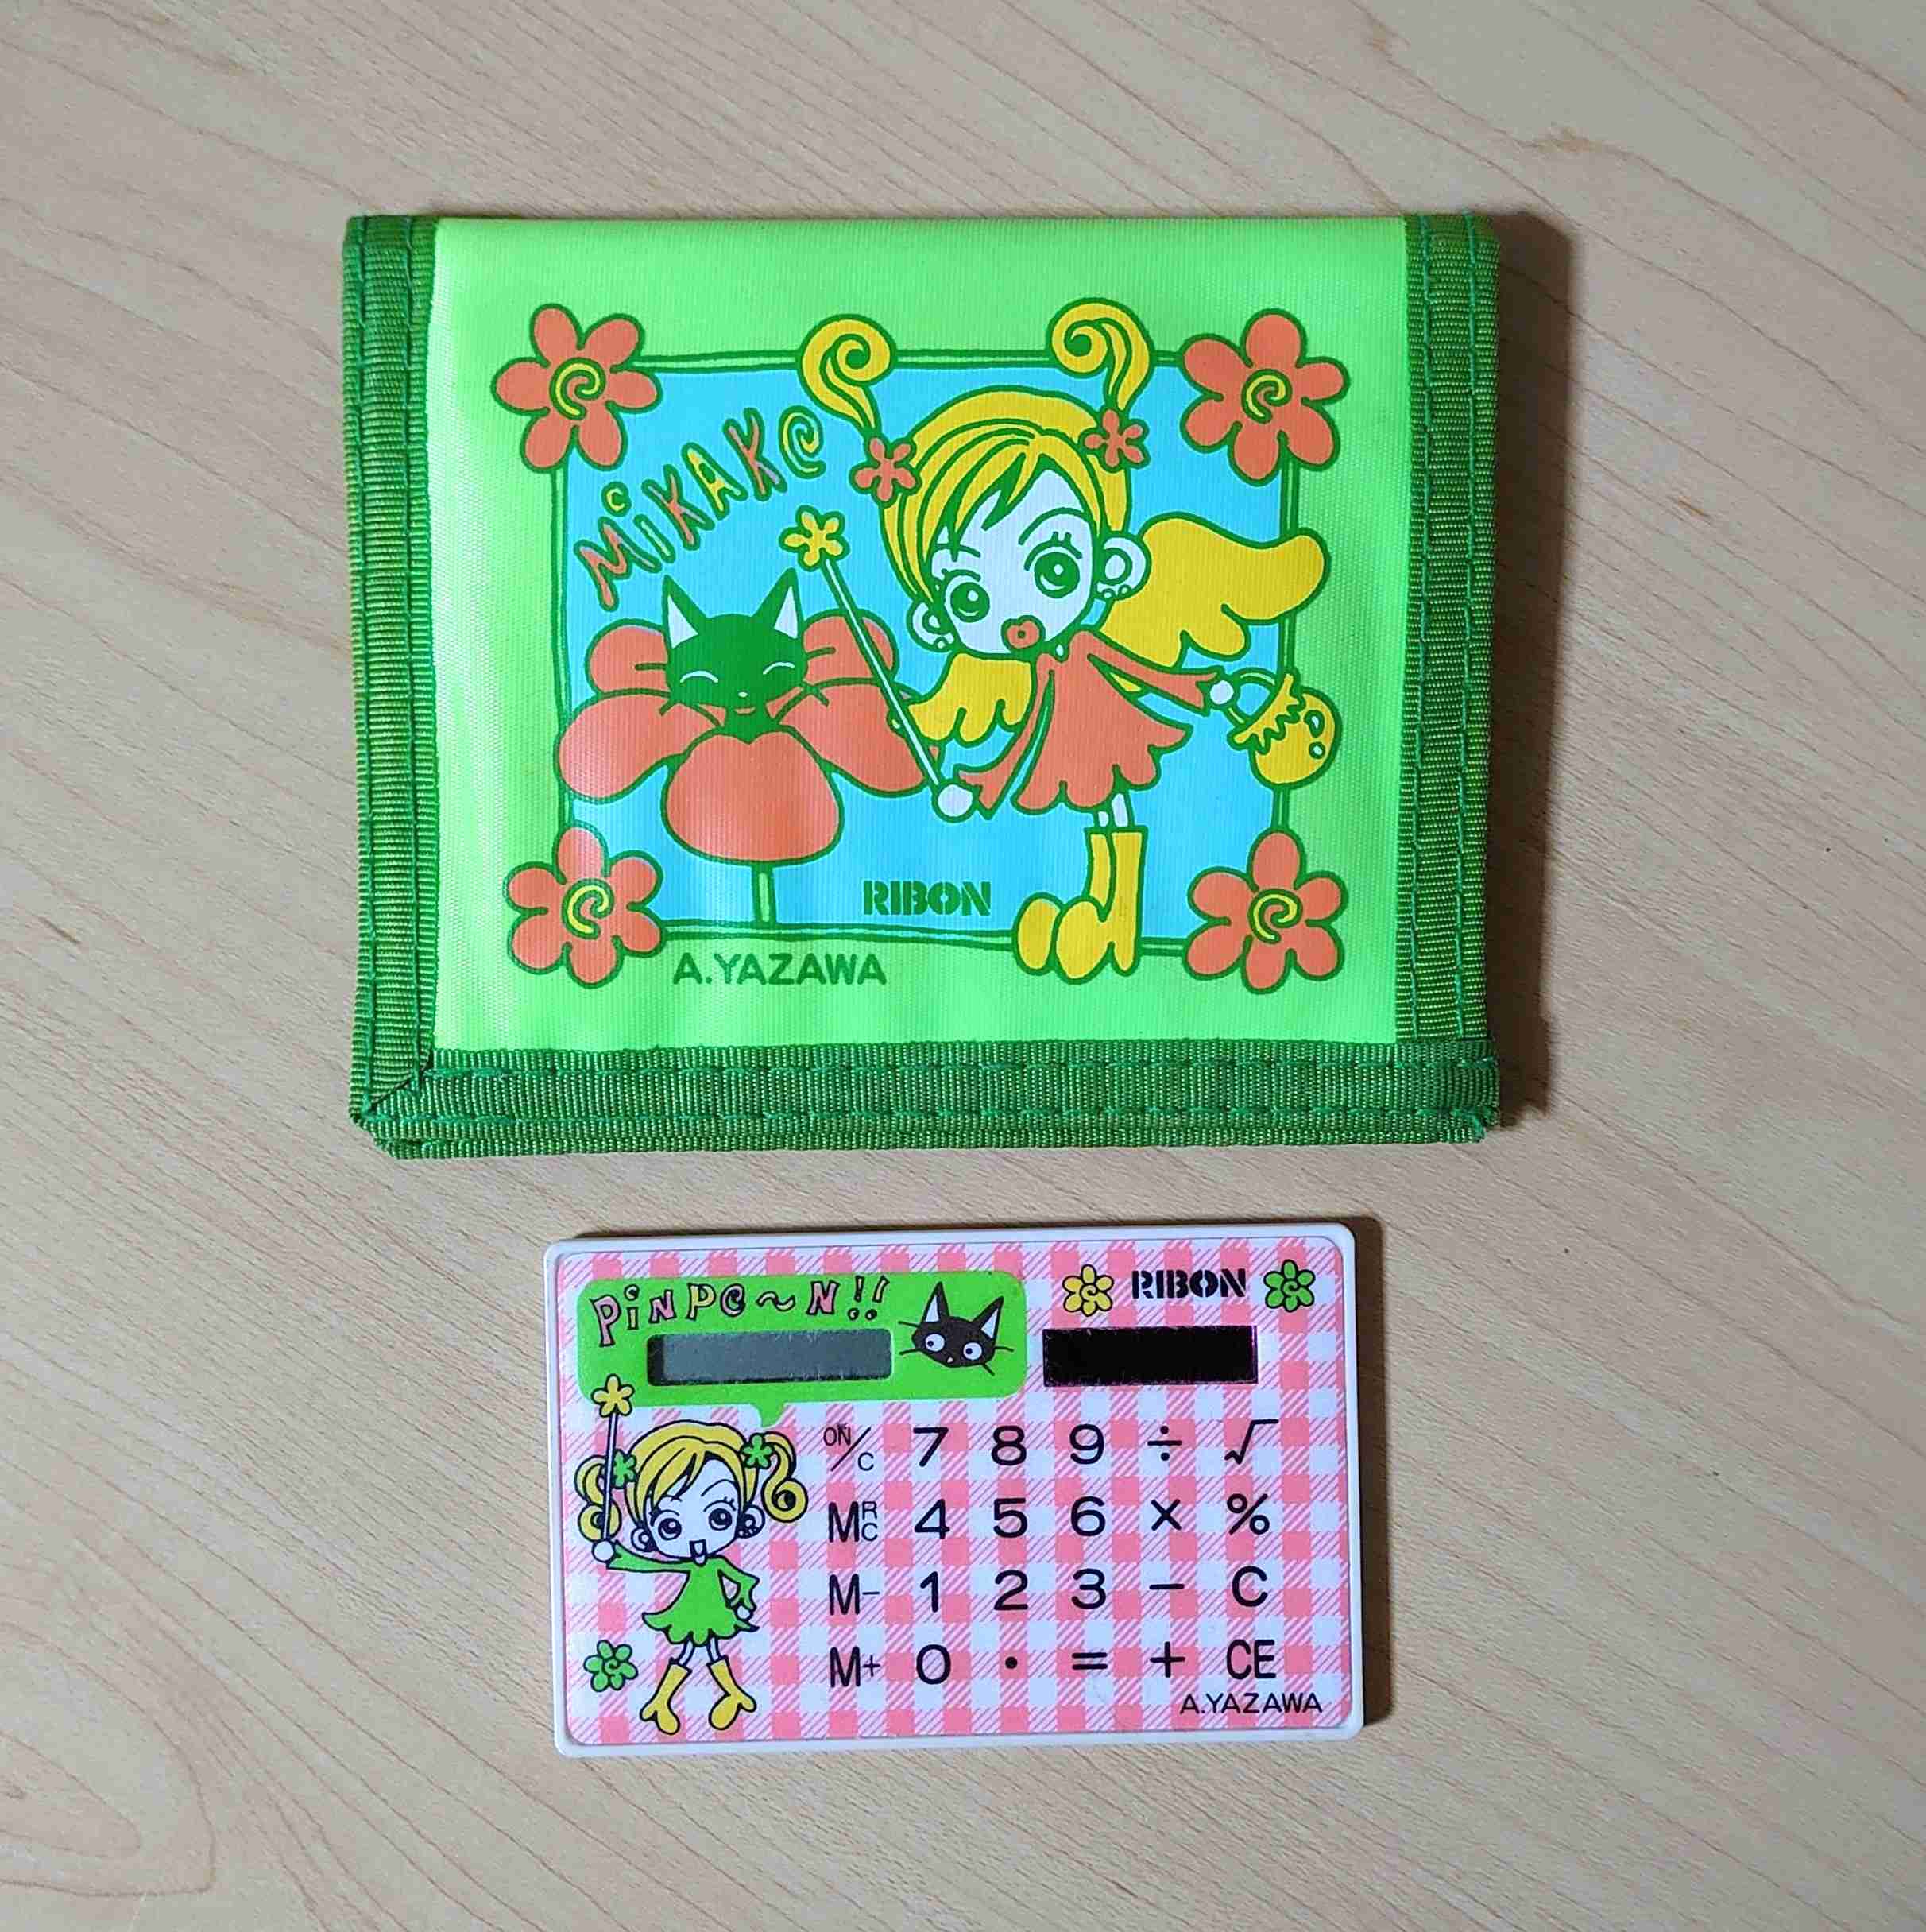 MiKAKO
RIBON
A.YAZAWA
PiNPO~N!!
RIBON
ON/C 7 8 9 ÷ √
MRC 4 5 6 × %
M− 1 2 3 − C
M+ 0 · = + CE
A.YAZAWA